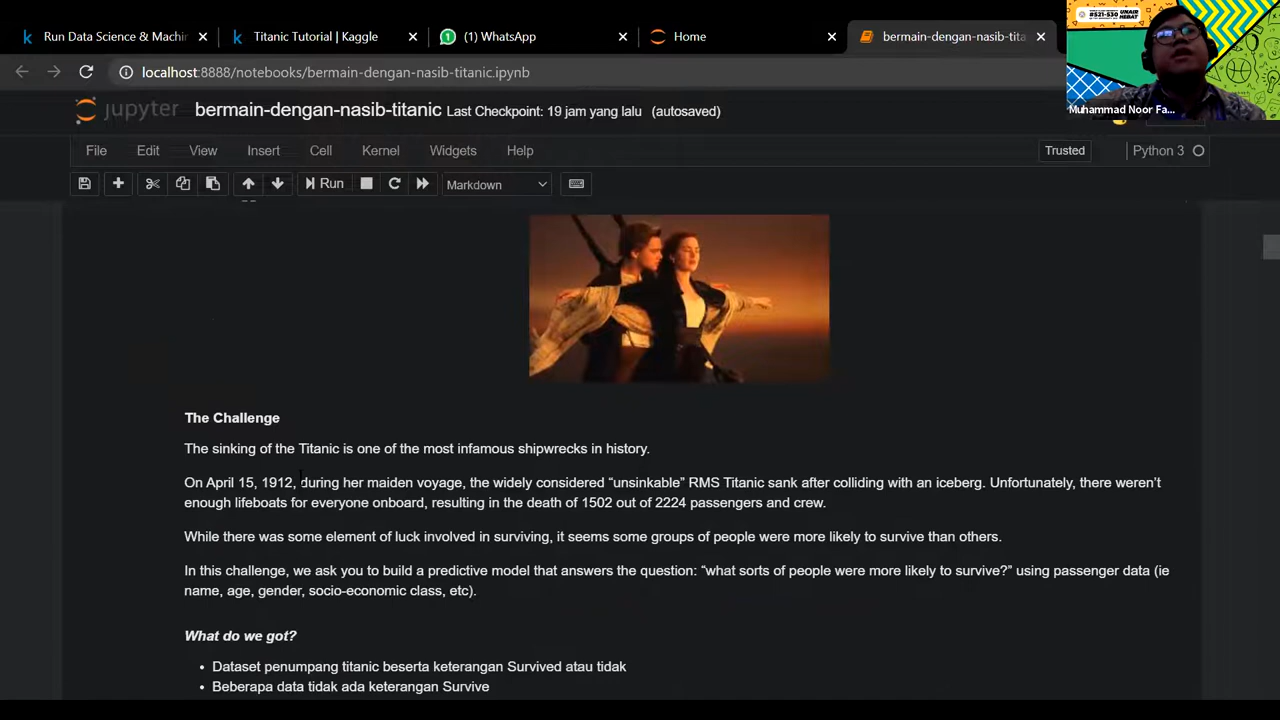 Run Data Science & Machin
Titanic Tutorial | Kaggle
(1) WhatsApp
Home
bermain-dengan-nasib-tita
#521-530
UNAIR
HEBAT
localhost:8888/notebooks/bermain-dengan-nasib-titanic.ipynb
Muhammad Noor Fa...
jupyter
bermain-dengan-nasib-titanic Last Checkpoint: 19 jam yang lalu (autosaved)
File Edit View Insert Cell Kernel Widgets Help
Trusted
Python 3
Run
Markdown
The Challenge
The sinking of the Titanic is one of the most infamous shipwrecks in history.
On April 15, 1912, during her maiden voyage, the widely considered “unsinkable” RMS Titanic sank after colliding with an iceberg. Unfortunately, there weren’t
enough lifeboats for everyone onboard, resulting in the death of 1502 out of 2224 passengers and crew.
While there was some element of luck involved in surviving, it seems some groups of people were more likely to survive than others.
In this challenge, we ask you to build a predictive model that answers the question: “what sorts of people were more likely to survive?” using passenger data (ie
name, age, gender, socio-economic class, etc).
What do we got?
• Dataset penumpang titanic beserta keterangan Survived atau tidak
• Beberapa data tidak ada keterangan Survive